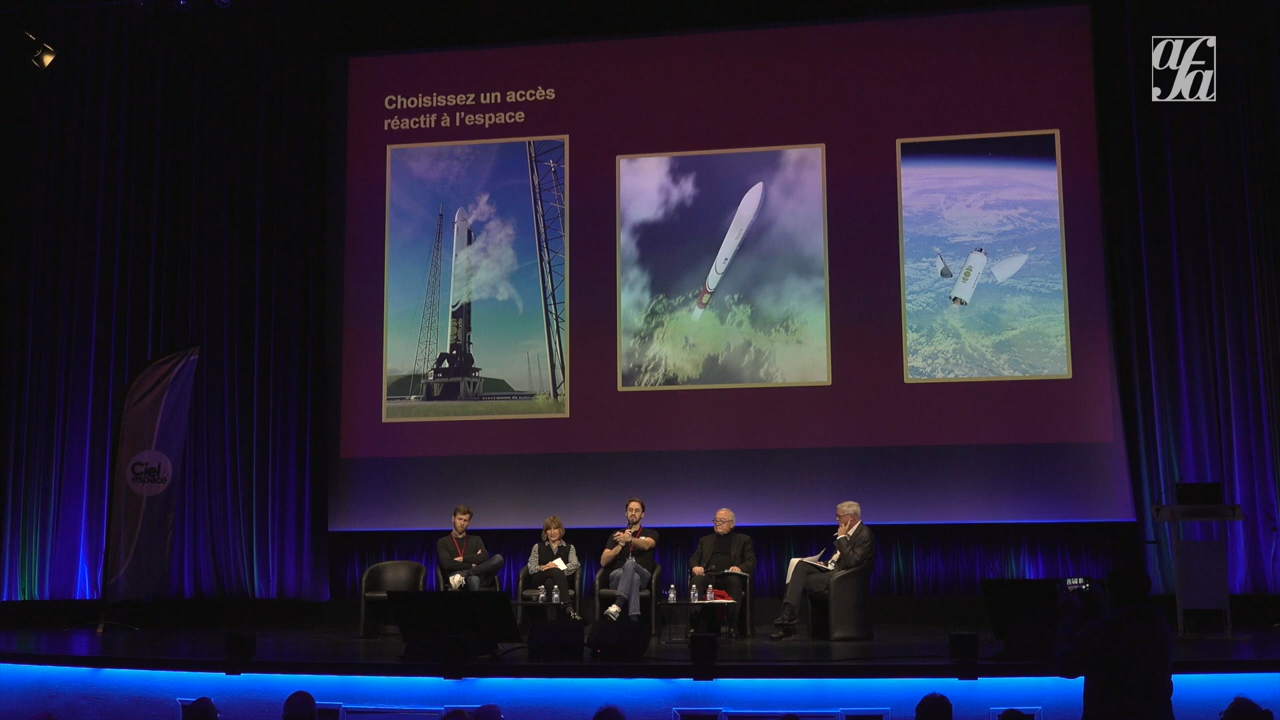 Choisissez un accès
réactif à l'espace
afa
Ciel
espace